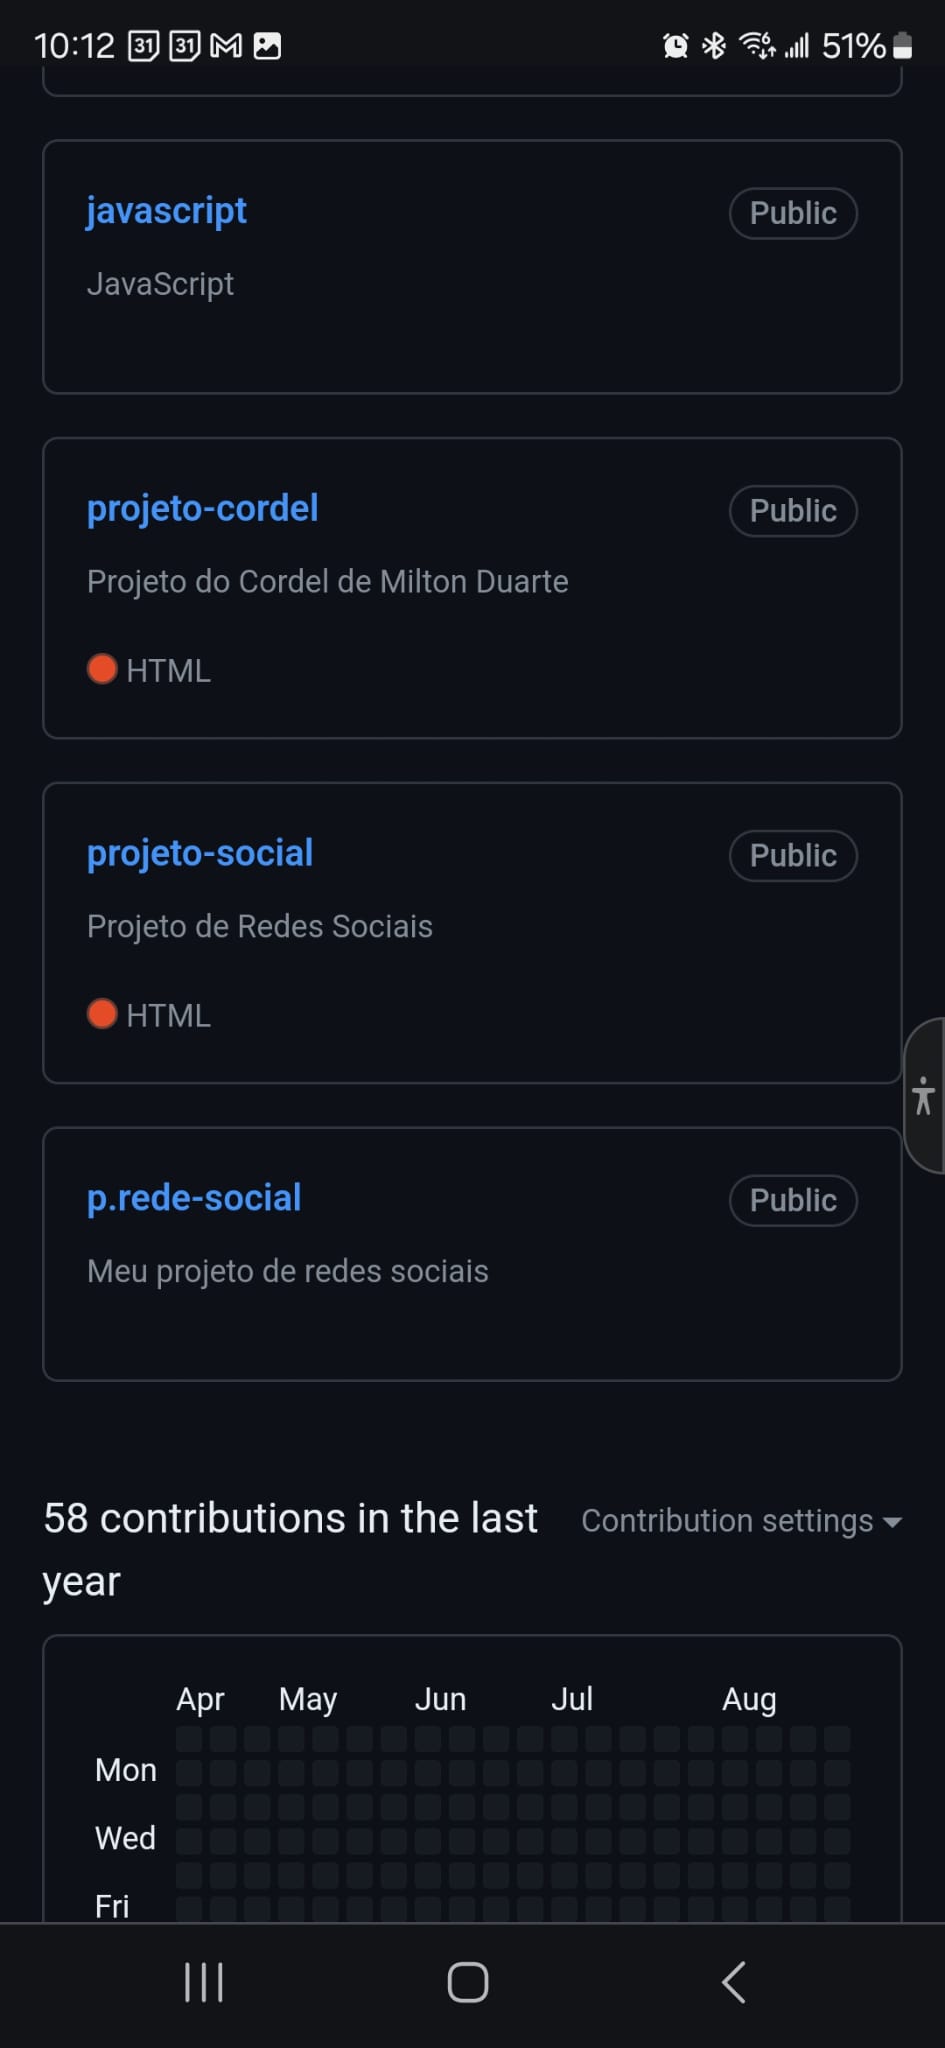 10:12 31 31 6 51%
javascript Public
JavaScript
projeto-cordel Public
Projeto do Cordel de Milton Duarte
HTML
projeto-social Public
Projeto de Redes Sociais
HTML
p.rede-social Public
Meu projeto de redes sociais
58 contributions in the last Contribution settings
year
Apr May Jun Jul Aug
Mon
Wed
Fri